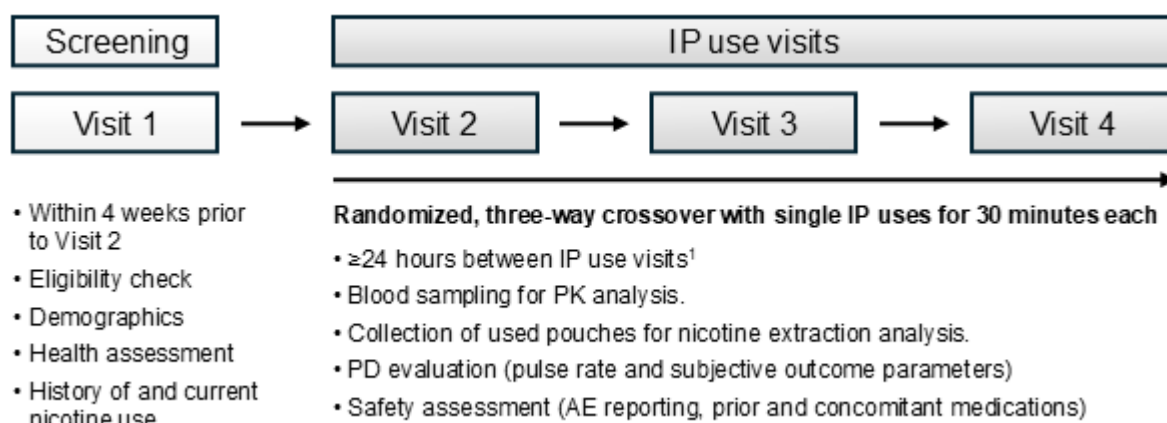 Screening
IP use visits
Visit 1
Visit 2
Visit 3
Visit 4
• Within 4 weeks prior
to Visit 2
• Eligibility check
• Demographics
• Health assessment
• History of and current
nicotine use
Randomized, three-way crossover with single IP uses for 30 minutes each
• ≥24 hours between IP use visits¹
• Blood sampling for PK analysis.
• Collection of used pouches for nicotine extraction analysis.
• PD evaluation (pulse rate and subjective outcome parameters)
• Safety assessment (AE reporting, prior and concomitant medications)